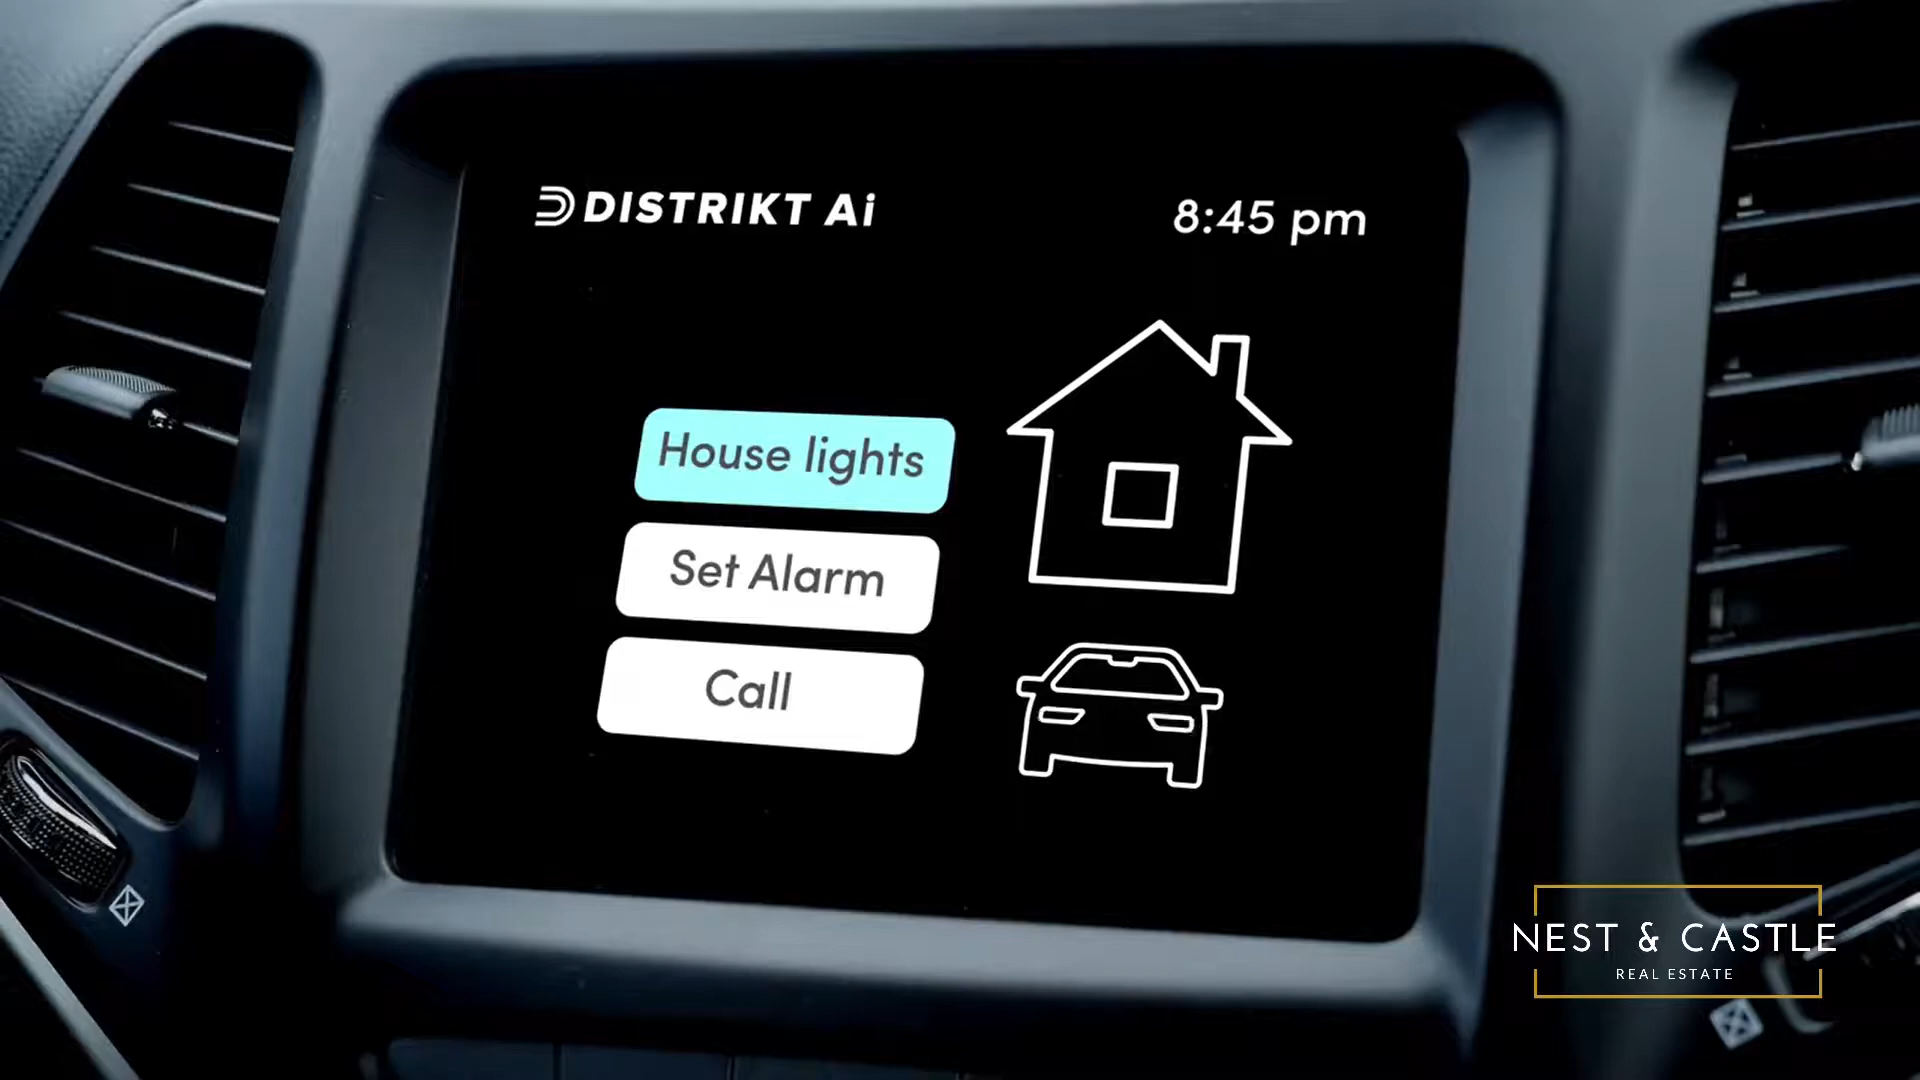 DISTRIKT Ai
8:45 pm
House lights
Set Alarm
Call
NEST & CASTLE
REAL ESTATE